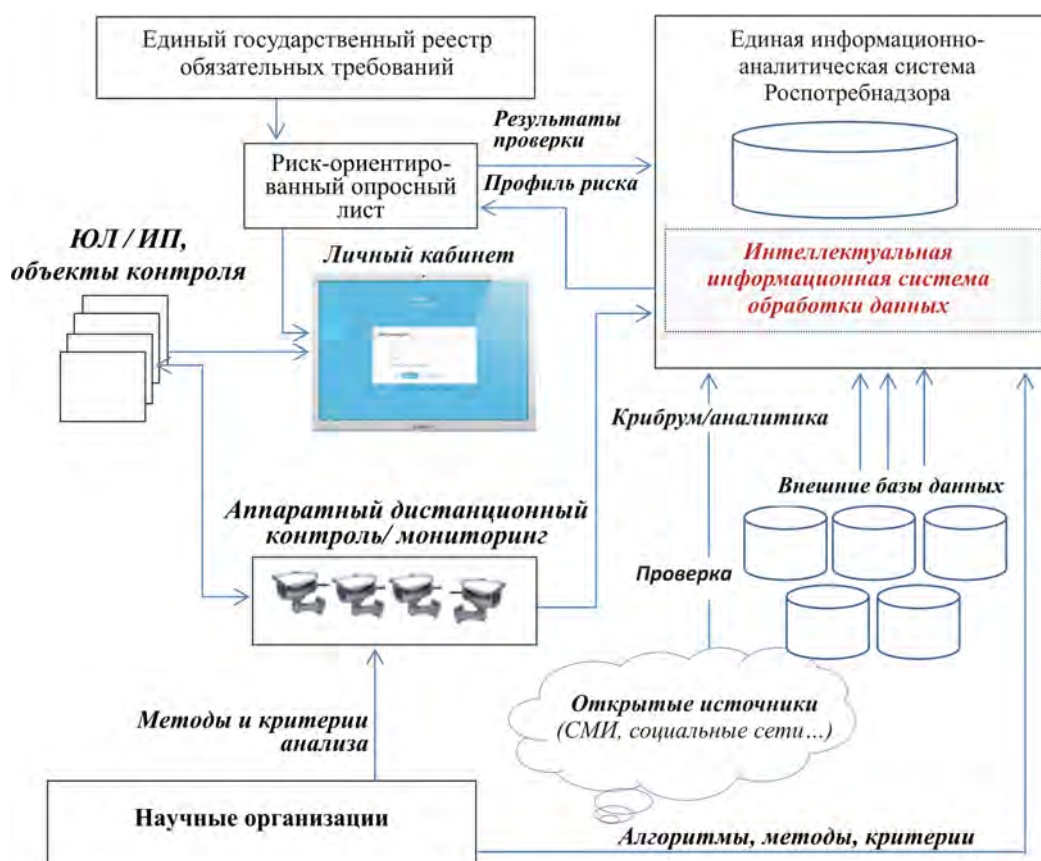 Единый государственный реестр
обязательных требований
Единая информационно-
аналитическая система
Роспотребнадзора
Результаты
проверки
Риск-ориентиро-
ванный опросный
лист
Профиль риска
ЮЛ / ИП,
объекты контроля
Личный кабинет
Интеллектуальная
информационная система
обработки данных
Крибрум/аналитика
Внешние базы данных
Аппаратный дистанционный
контроль/ мониторинг
Проверка
Открытые источники
(СМИ, социальные сети…)
Методы и критерии
анализа
Научные организации
Алгоритмы, методы, критерии